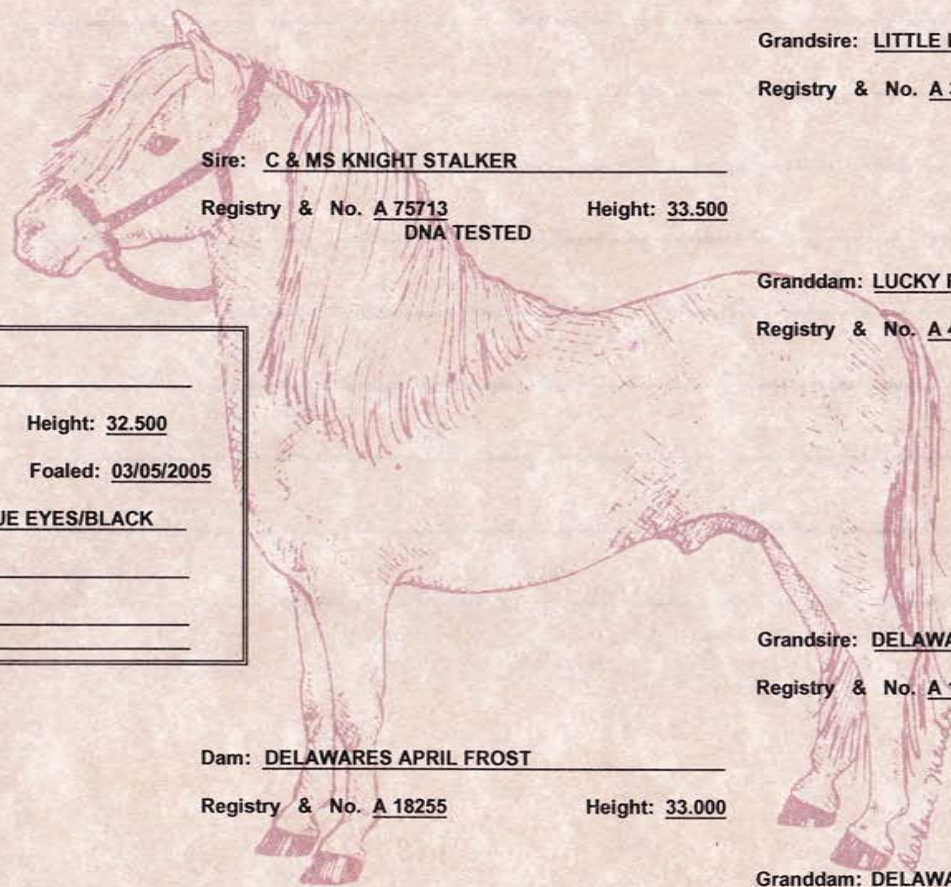 Grandsire: LITTLE
Registry & No. A
Sire: C & MS KNIGHT STALKER
Registry & No. A 75713 Height: 33.500
DNA TESTED
Granddam: LUCKY
Registry & No. A
Height: 32.500
Foaled: 03/05/2005
EYES/BLACK
Grandsire:
Registry & No. A
Dam: DELAWARES APRIL FROST
Registry & No. A 18255 Height: 33.000
Granddam:
Darlene